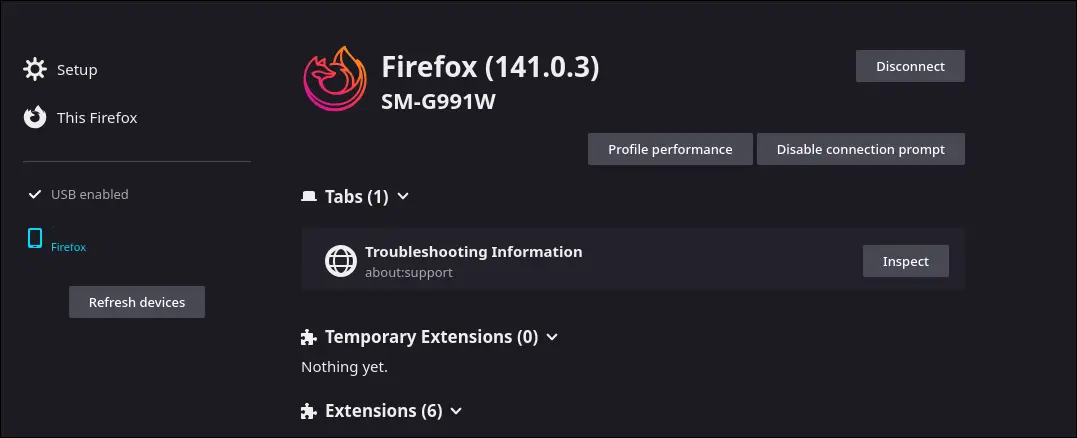 Setup
This Firefox
USB enabled
Firefox
Refresh devices
Firefox (141.0.3)
SM-G991W
Disconnect
Profile performance
Disable connection prompt
Tabs (1)
Troubleshooting Information
about:support
Inspect
Temporary Extensions (0)
Nothing yet.
Extensions (6)